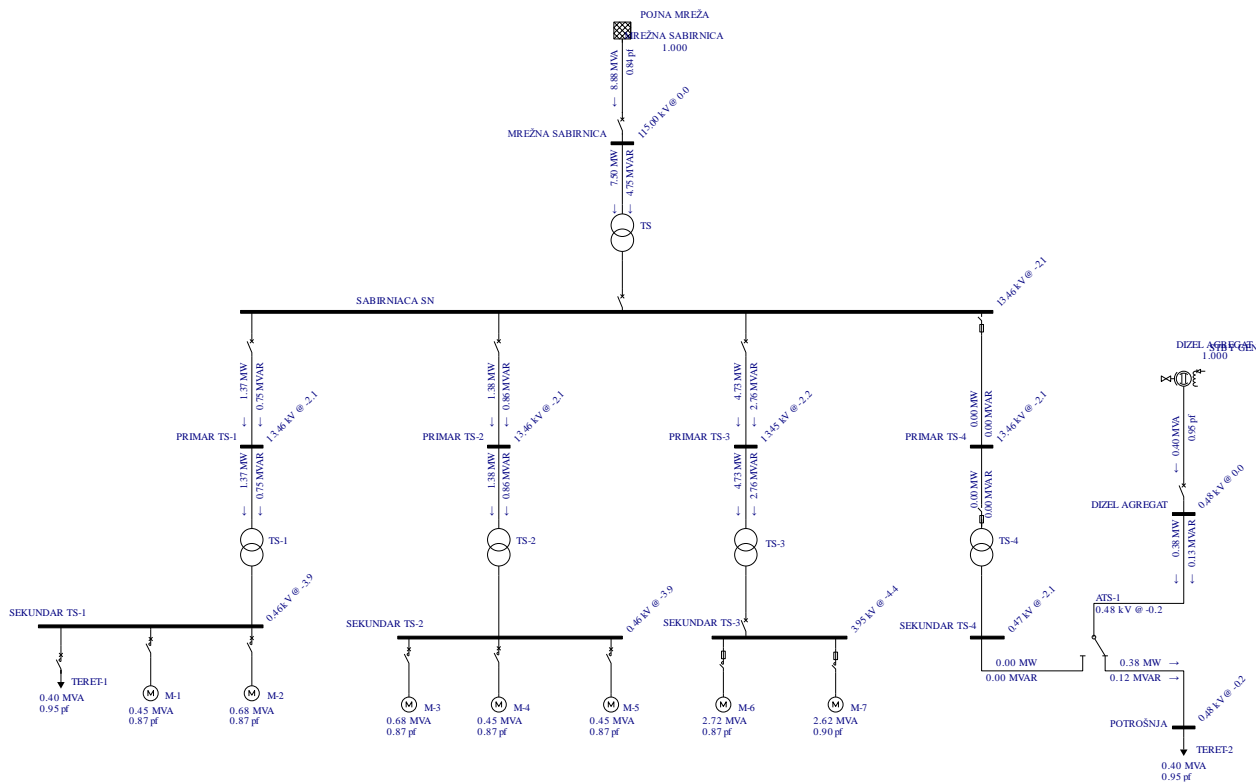 POJNA MREŽA
MREŽNA SABIRNICA
1.000
8.88 MVA
0.84 pf
115.00 kV @ 0.0
MREŽNA SABIRNICA
7.50 MW
4.75 MVAR
TS
13.46 kV @ -2.1
SABIRNIACA SN
1.37 MW
0.75 MVAR
1.38 MW
0.86 MVAR
4.73 MW
2.76 MVAR
0.00 MW
0.00 MVAR
DIZEL AGREGAT
1.000
0.40 MVA
0.95 pf
PRIMAR TS-1
13.46 kV @ -2.1
PRIMAR TS-2
13.46 kV @ -2.1
PRIMAR TS-3
13.45 kV @ -2.2
PRIMAR TS-4
13.46 kV @ -2.1
1.37 MW
0.75 MVAR
1.38 MW
0.86 MVAR
4.73 MW
2.76 MVAR
0.00 MW
0.00 MVAR
DIZEL AGREGAT
0.48 kV @ 0.0
0.38 MW
0.13 MVAR
TS-1
TS-2
TS-3
TS-4
ATS-1
0.48 kV @ -0.2
SEKUNDAR TS-1
0.46 kV @ -3.9
SEKUNDAR TS-2
0.46 kV @ -3.9
SEKUNDAR TS-3
3.95 kV @ -4.4
SEKUNDAR TS-4
0.47 kV @ -2.1
0.00 MW
0.00 MVAR
0.38 MW
0.12 MVAR
TERET-1
0.40 MVA
0.95 pf
M
M-1
0.45 MVA
0.87 pf
M
M-2
0.68 MVA
0.87 pf
M
M-3
0.68 MVA
0.87 pf
M
M-4
0.45 MVA
0.87 pf
M
M-5
0.45 MVA
0.87 pf
M
M-6
2.72 MVA
0.87 pf
M
M-7
2.62 MVA
0.90 pf
POTROŠNJA
0.48 kV @ -0.2
TERET-2
0.40 MVA
0.95 pf